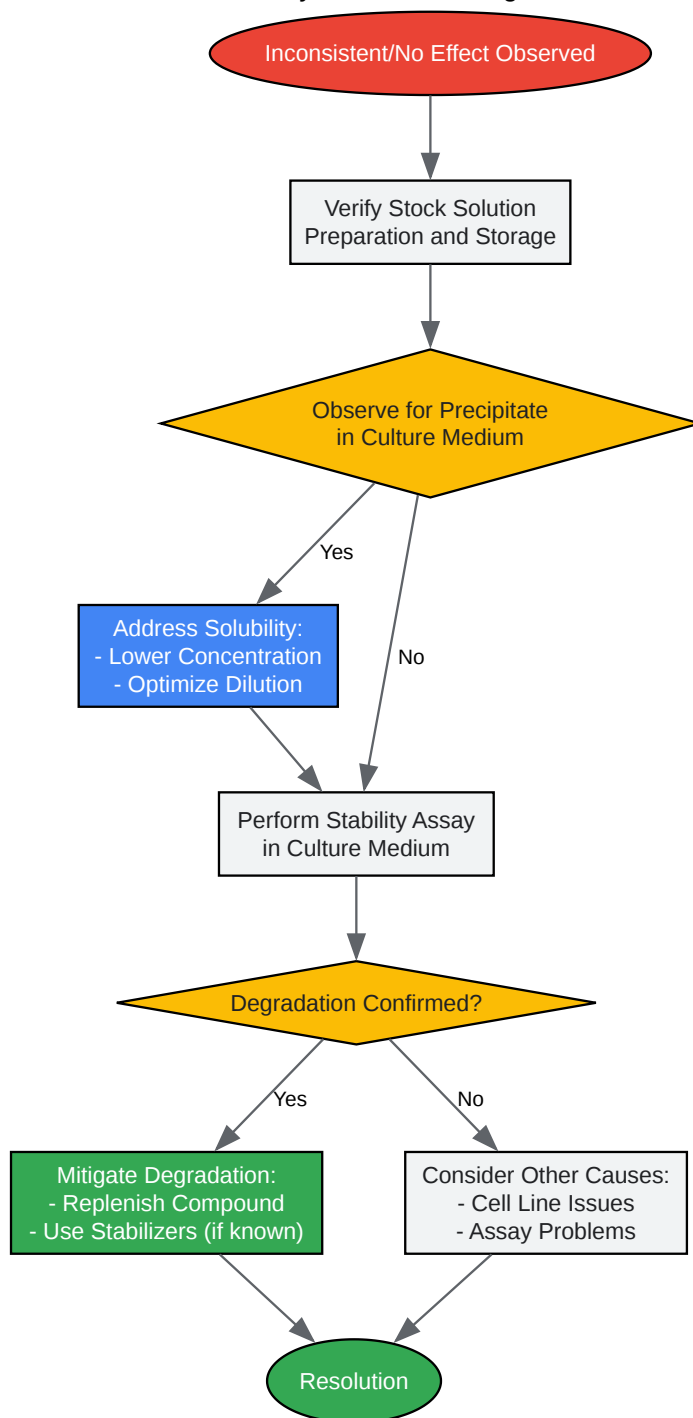 Inconsistent/No Effect Observed
Verify Stock Solution
Preparation and Storage
Observe for Precipitate
in Culture Medium
Yes
Address Solubility:
- Lower Concentration
- Optimize Dilution
No
Perform Stability Assay
in Culture Medium
Degradation Confirmed?
Yes
No
Mitigate Degradation:
- Replenish Compound
- Use Stabilizers (if known)
Consider Other Causes:
- Cell Line Issues
- Assay Problems
Resolution